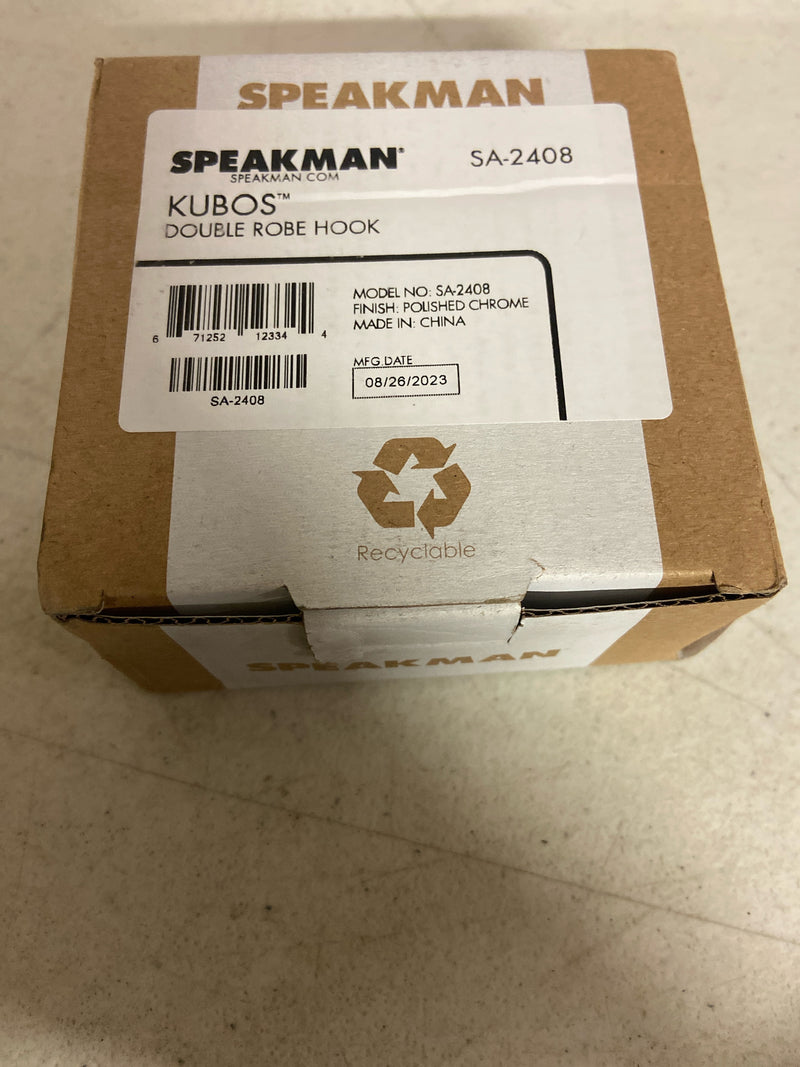 SPEAKMAN
SPEAKMAN® SA-2408
SPEAKMAN.COM
KUBOS™
DOUBLE ROBE HOOK
MODEL NO: SA-2408
FINISH: POLISHED CHROME
MADE IN: CHINA
6 71252 12334 4
MFG.DATE
08/26/2023
SA-2408
Recyclable
SPEAKMAN